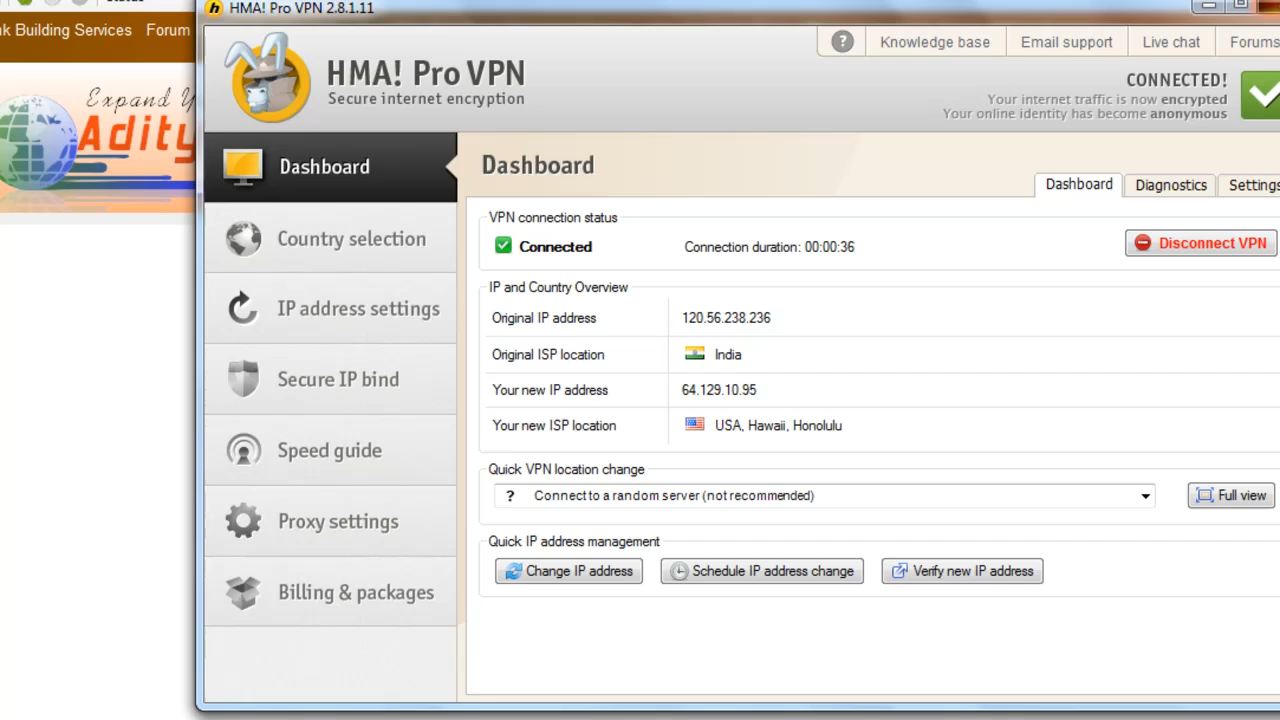 HMA! Pro VPN 2.8.1.11
Building Services Forum
Expand
Adity
HMA! Pro VPN
Secure internet encryption
Knowledge base Email support Live chat Forums
CONNECTED!
Your internet traffic is now encrypted
Your online identity has become anonymous
Dashboard
Country selection
IP address settings
Secure IP bind
Speed guide
Proxy settings
Billing & packages
Dashboard
Dashboard Diagnostics Settings
VPN connection status
Connected Connection duration: 00:00:36 Disconnect VPN
IP and Country Overview
Original IP address 120.56.238.236
Original ISP location India
Your new IP address 64.129.10.95
Your new ISP location USA, Hawaii, Honolulu
Quick VPN location change
? Connect to a random server (not recommended) Full view
Quick IP address management
Change IP address Schedule IP address change Verify new IP address